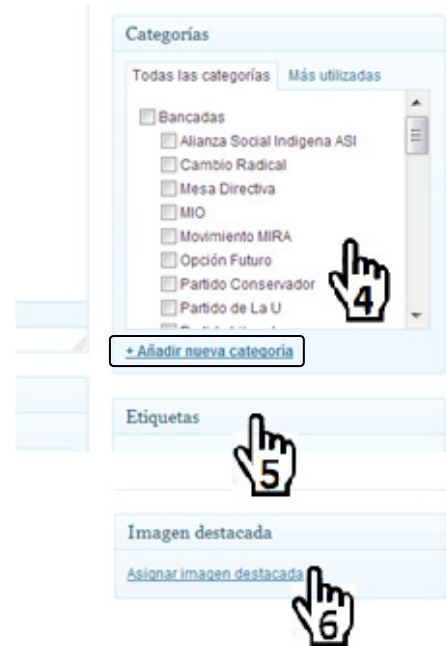 Categorías
Todas las categorías Más utilizadas
Bancadas
Alianza Social Indigena ASI
Cambio Radical
Mesa Directiva
MIO
Movimiento MIRA
Opción Futuro
Partido Conservador
4
Partido de La U
+ Añadir nueva categoría
Etiquetas
5
Imagen destacada
Asignar imagen destacada
6